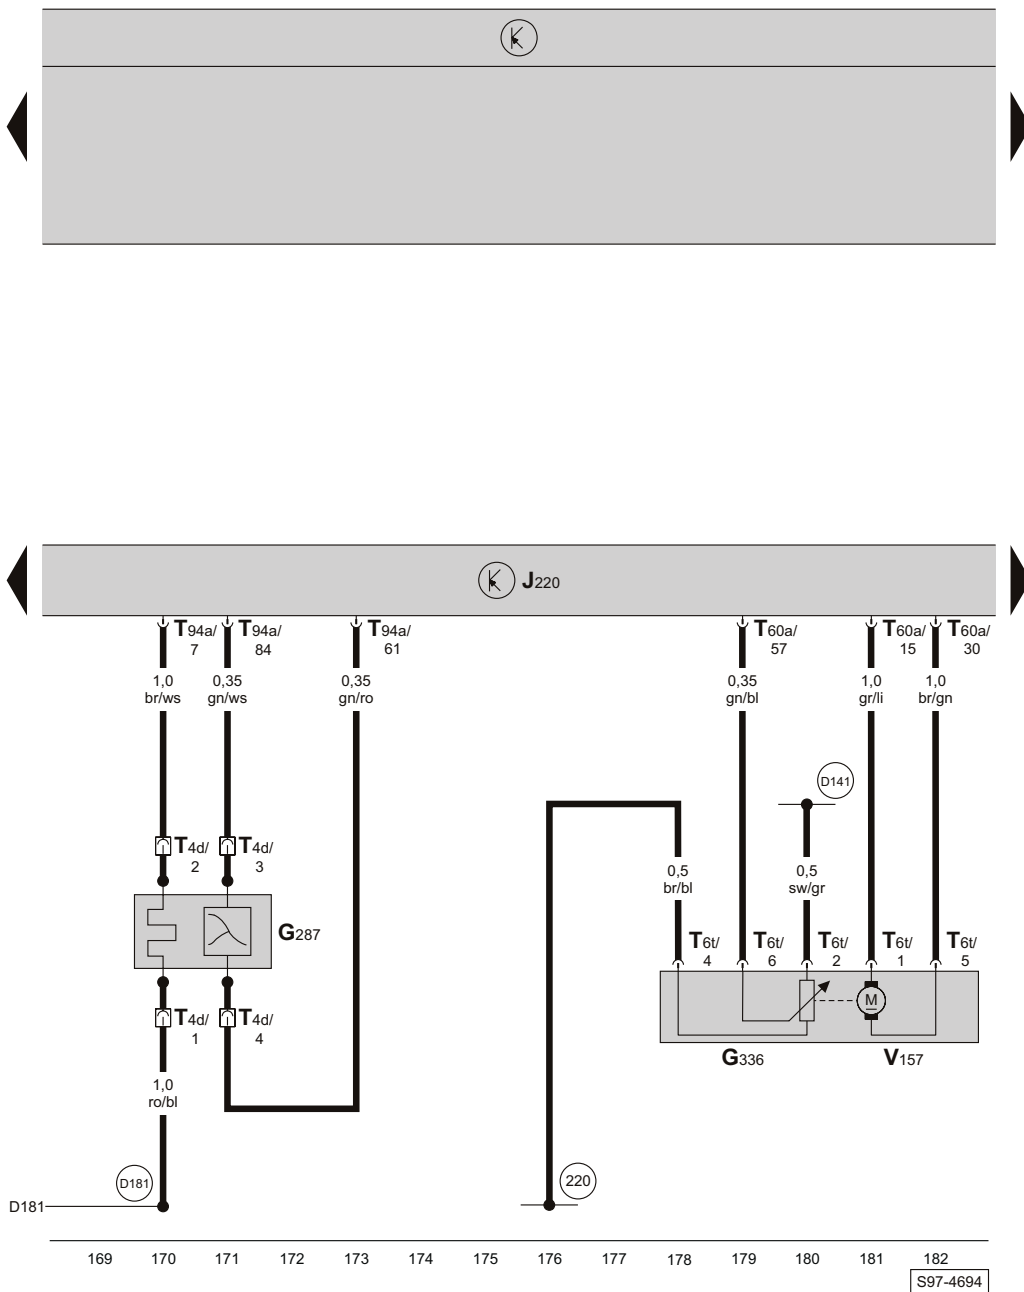 J220
T94a/ T94a/ T94a/ T60a/ T60a/ T60a/
7 84 61 57 15 30
1,0 0,35 0,35 0,35 1,0 1,0
br/ws gn/ws gn/ro gn/bl gr/li br/gn
D141
T4d/ T4d/
2 3
0,5 0,5
br/bl sw/gr
G287
T6t/ T6t/ T6t/ T6t/ T6t/
4 6 2 1 5
M
T4d/ T4d/
1 4
G336 V157
1,0
ro/bl
D181 220
D181
169 170 171 172 173 174 175 176 177 178 179 180 181 182
S97-4694